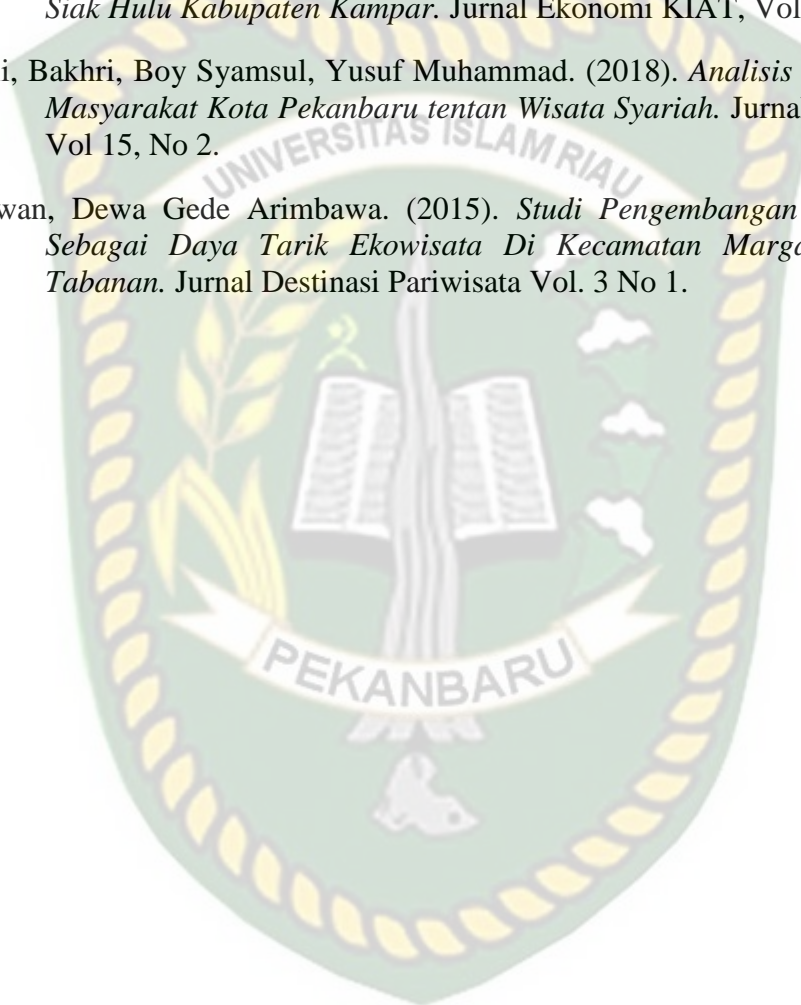 Siak Hulu Kabupaten Kampar. Jurnal Ekonomi KIAT, Vol
i, Bakhri, Boy Syamsul, Yusuf Muhammad. (2018). Analisis
Masyarakat Kota Pekanbaru tentan Wisata Syariah. Jurnal
Vol 15, No 2.
UNIVERSITAS ISLAM RIAU
wan, Dewa Gede Arimbawa. (2015). Studi Pengembangan
Sebagai Daya Tarik Ekowisata Di Kecamatan Marga
Tabanan. Jurnal Destinasi Pariwisata Vol. 3 No 1.
PEKANBARU